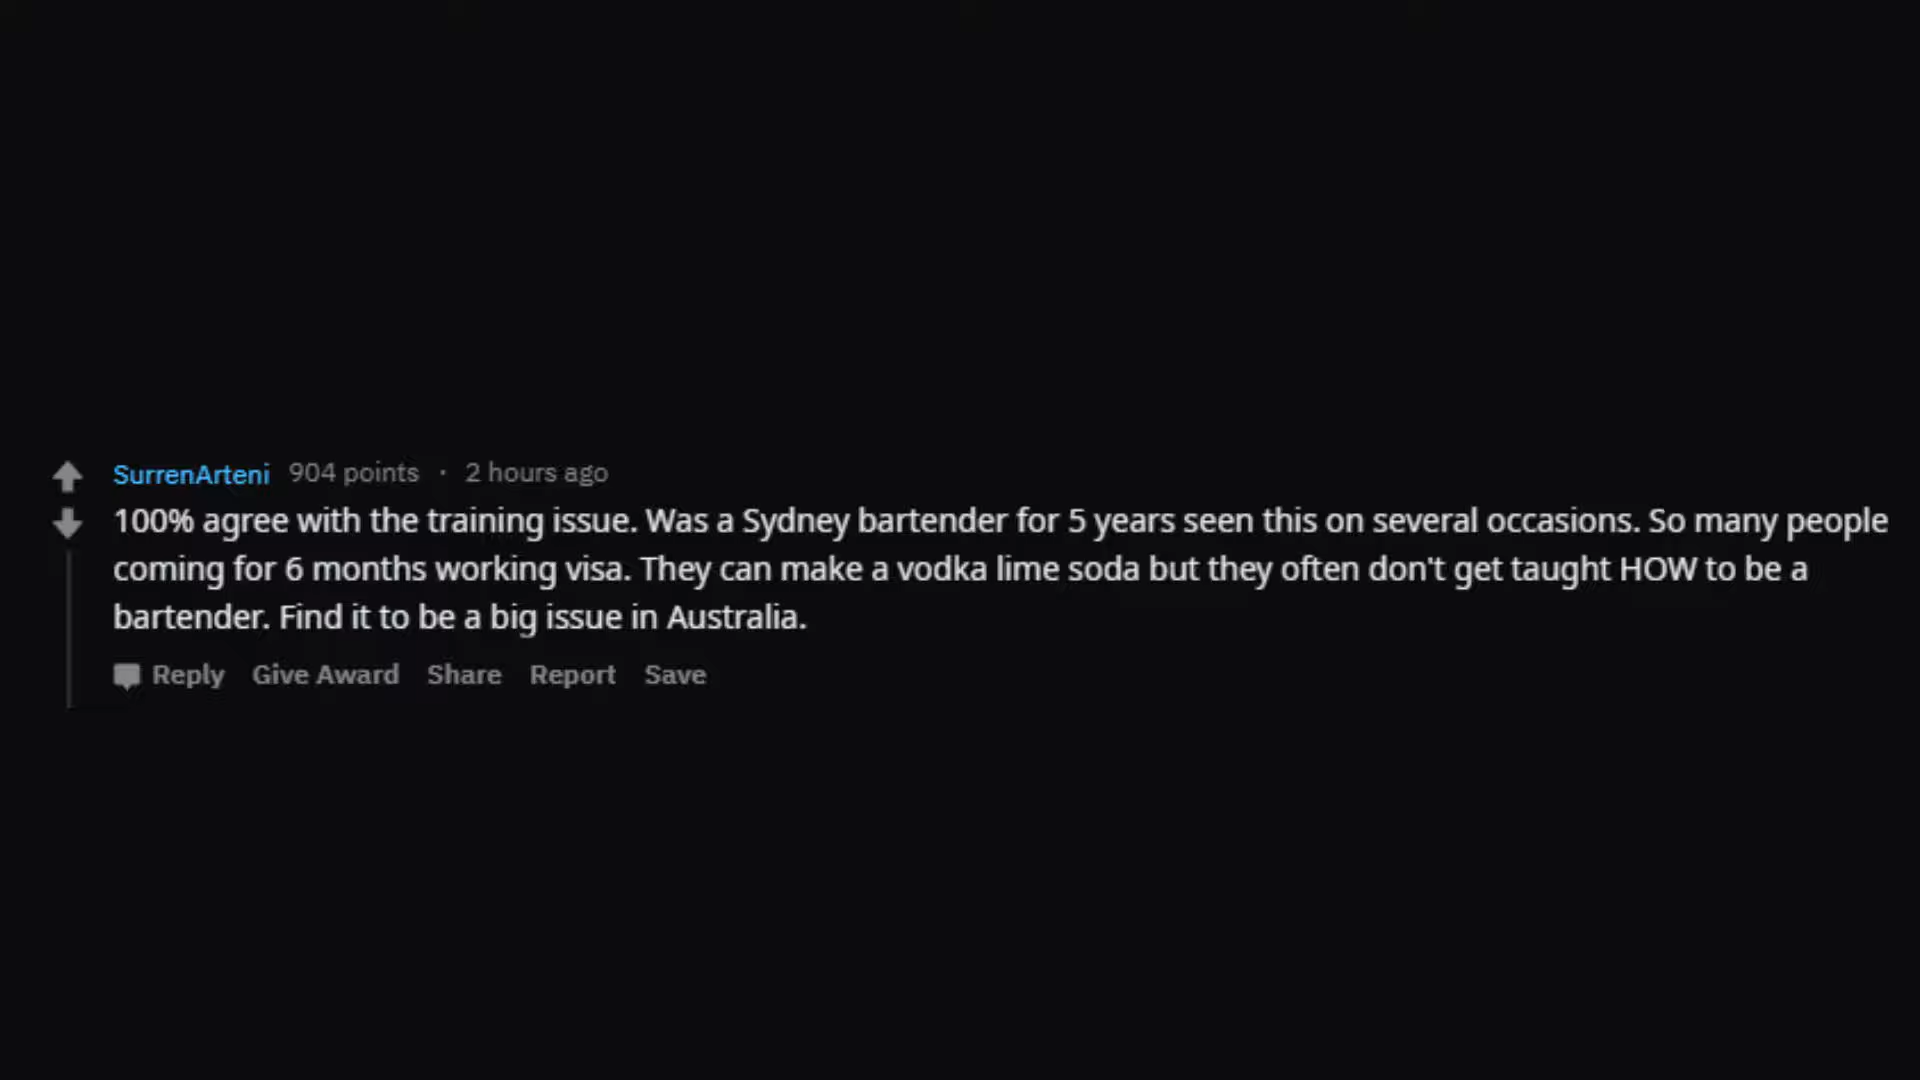 SurrenArteni 904 points · 2 hours ago
100% agree with the training issue. Was a Sydney bartender for 5 years seen this on several occasions. So many people
coming for 6 months working visa. They can make a vodka lime soda but they often don't get taught HOW to be a
bartender. Find it to be a big issue in Australia.
Reply Give Award Share Report Save